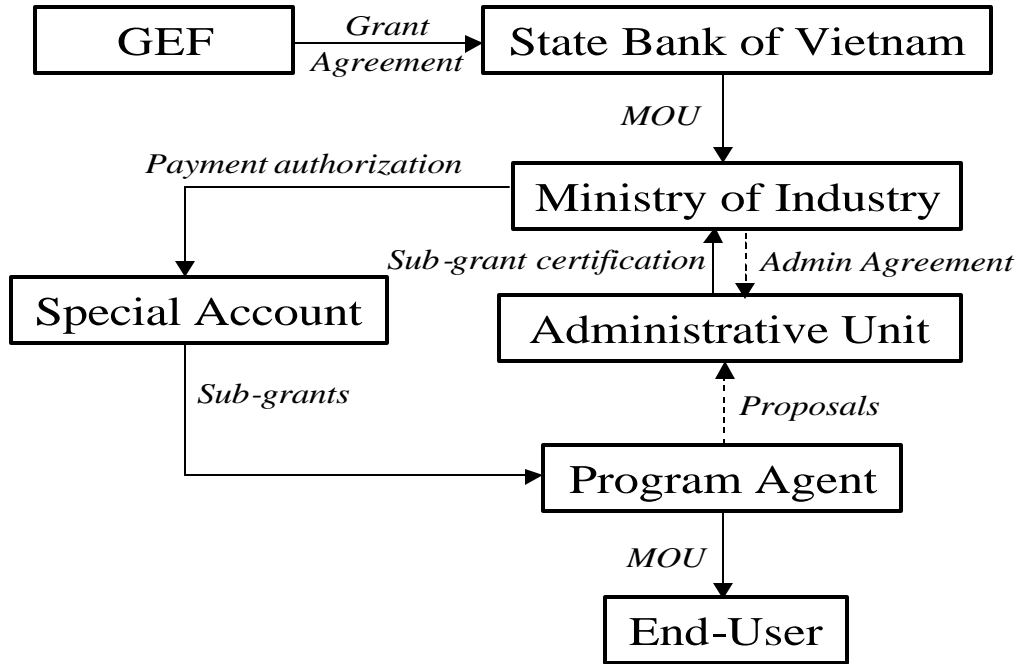 GEF
Grant
Agreement
State Bank of Vietnam
MOU
Payment authorization
Ministry of Industry
Sub-grant certification
Admin Agreement
Special Account
Administrative Unit
Sub-grants
Proposals
Program Agent
MOU
End-User